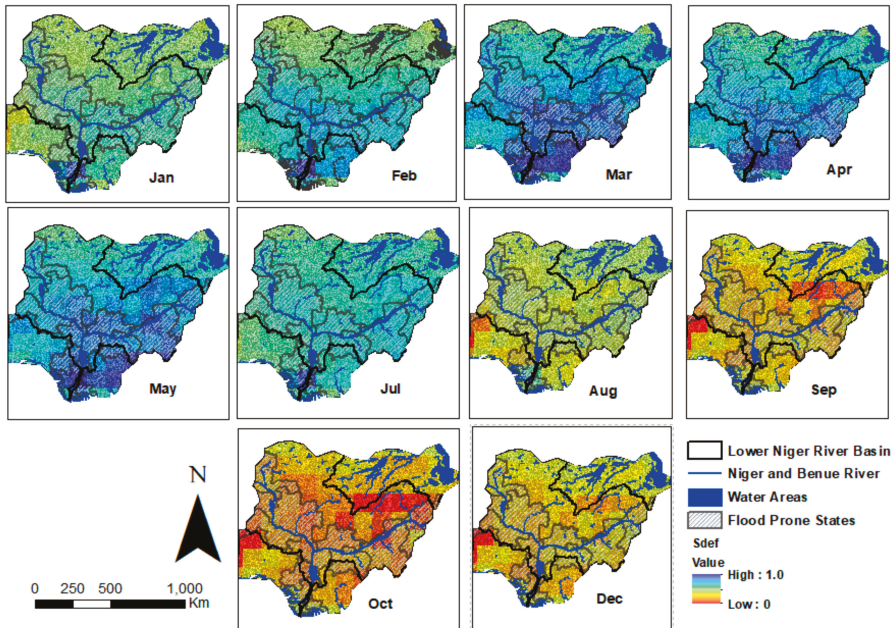 Jan
Feb
Mar
Apr
May
Jul
Aug
Sep
Oct
Dec
N
0 250 500 1,000
Km
Lower Niger River Basin
Niger and Benue River
Water Areas
Flood Prone States
Sdef
Value
High : 1.0
Low : 0